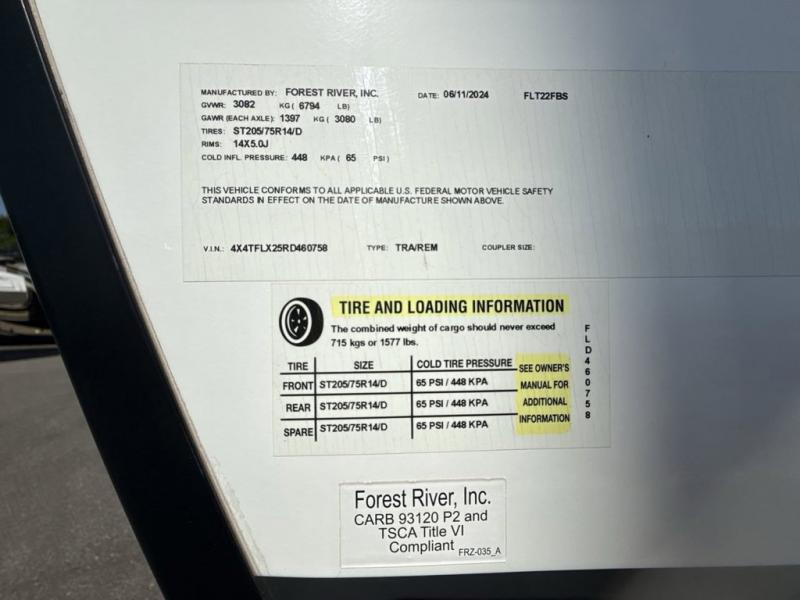 MANUFACTURED BY: FOREST RIVER, INC. DATE: 06/11/2024 FLT22FBS
GVWR: 3082 KG ( 6794 LB)
GAWR (EACH AXLE): 1397 KG ( 3080 LB)
TIRES: ST205/75R14/D
RIMS: 14X5.0J
COLD INFL. PRESSURE: 448 KPA ( 65 PSI)
THIS VEHICLE CONFORMS TO ALL APPLICABLE U.S. FEDERAL MOTOR VEHICLE SAFETY
STANDARDS IN EFFECT ON THE DATE OF MANUFACTURE SHOWN ABOVE.
V.I.N.: 4X4TFLX25RD460758 TYPE: TRA/REM COUPLER SIZE:
TIRE AND LOADING INFORMATION
The combined weight of cargo should never exceed
715 kgs or 1577 lbs.
TIRE SIZE COLD TIRE PRESSURE
FRONT ST205/75R14/D 65 PSI / 448 KPA
REAR ST205/75R14/D 65 PSI / 448 KPA
SPARE ST205/75R14/D 65 PSI / 448 KPA
SEE OWNER'S
MANUAL FOR
ADDITIONAL
INFORMATION
FLD460758
Forest River, Inc.
CARB 93120 P2 and
TSCA Title VI
Compliant FRZ-035_A